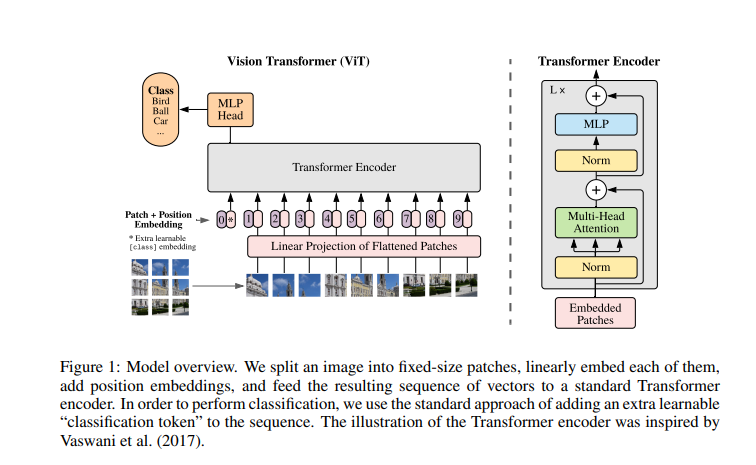 Vision Transformer (ViT)
Class
Bird
Ball
Car
...
MLP
Head
Transformer Encoder
Patch + Position
Embedding
0 * 1 2 3 4 5 6 7 8 9
* Extra learnable
[class] embedding
Linear Projection of Flattened Patches
Transformer Encoder
L x
+
MLP
Norm
+
Multi-Head
Attention
Norm
Embedded
Patches
Figure 1: Model overview. We split an image into fixed-size patches, linearly embed each of them,
add position embeddings, and feed the resulting sequence of vectors to a standard Transformer
encoder. In order to perform classification, we use the standard approach of adding an extra learnable
“classification token” to the sequence. The illustration of the Transformer encoder was inspired by
Vaswani et al. (2017).